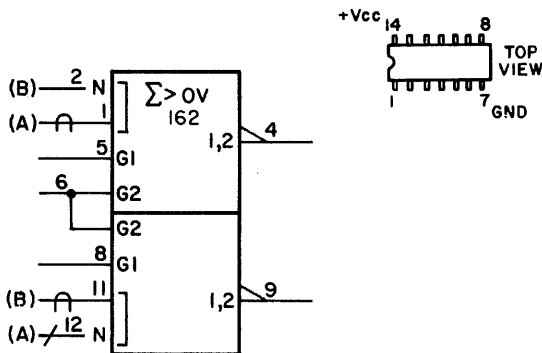 +Vcc 14 8
TOP VIEW
1 7
GND
(B) 2 N Σ>0V
(A) 1 162
1,2 4
5 G1
6 G2
G2
8 G1
(B) 11 1,2 9
(A) 12 N